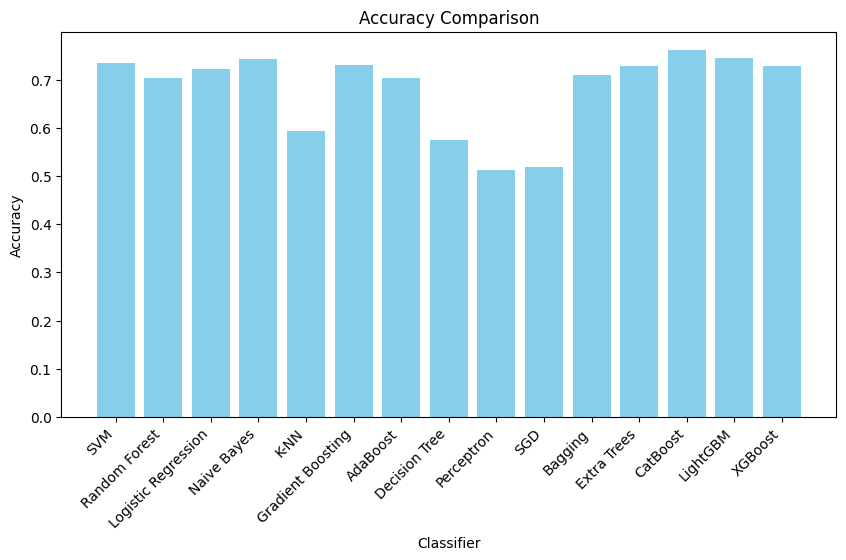 Accuracy Comparison
Accuracy
0.7
0.6
0.5
0.4
0.3
0.2
0.1
0.0
SVM
Random Forest
Logistic Regression
Naive Bayes
K-NN
Gradient Boosting
AdaBoost
Decision Tree
Perceptron
SGD
Bagging
Extra Trees
CatBoost
LightGBM
XGBoost
Classifier